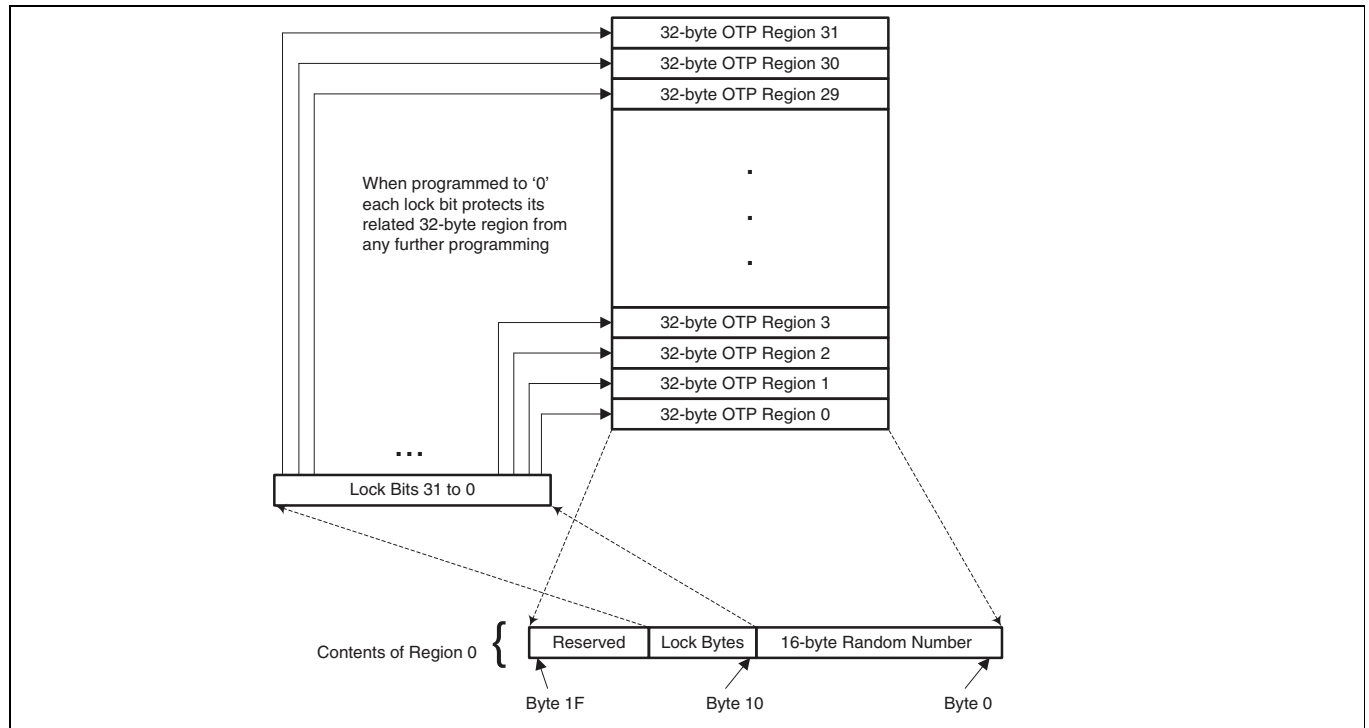 32-byte OTP Region 31
32-byte OTP Region 30
32-byte OTP Region 29
When programmed to ‘0’
each lock bit protects its
related 32-byte region from
any further programming
.
.
.
32-byte OTP Region 3
32-byte OTP Region 2
32-byte OTP Region 1
32-byte OTP Region 0
...
Lock Bits 31 to 0
Contents of Region 0 {
Reserved Lock Bytes 16-byte Random Number
Byte 1F Byte 10 Byte 0